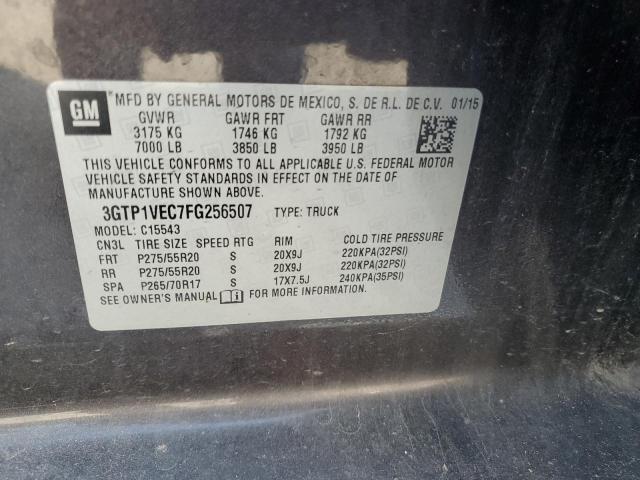 GM
MFD BY GENERAL MOTORS DE MEXICO, S. DE R.L. DE C.V. 01/15
GVWR GAWR FRT GAWR RR
3175 KG 1746 KG 1792 KG
7000 LB 3850 LB 3950 LB
THIS VEHICLE CONFORMS TO ALL APPLICABLE U.S. FEDERAL MOTOR
VEHICLE SAFETY STANDARDS IN EFFECT ON THE DATE OF
MANUFACTURE SHOWN ABOVE.
3GTP1VEC7FG256507 TYPE: TRUCK
MODEL: C15543
CN3L TIRE SIZE SPEED RTG RIM COLD TIRE PRESSURE
FRT P275/55R20 S 20X9J 220KPA(32PSI)
RR P275/55R20 S 20X9J 220KPA(32PSI)
SPA P265/70R17 S 17X7.5J 240KPA(35PSI)
SEE OWNER'S MANUAL FOR MORE INFORMATION.